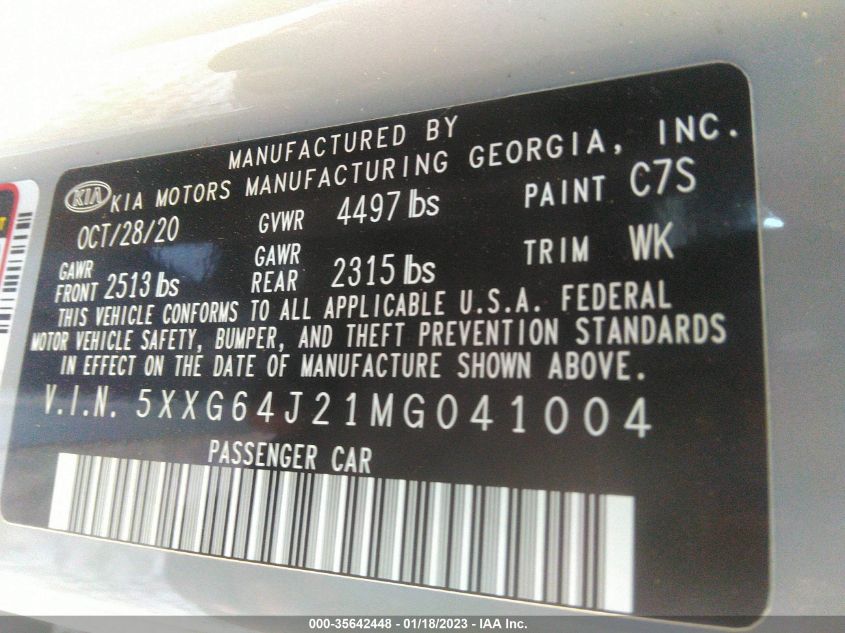 MANUFACTURED BY
KIA KIA MOTORS MANUFACTURING GEORGIA, INC.
OCT/28/20 GVWR 4497 lbs PAINT C7S
GAWR FRONT 2513 lbs GAWR REAR 2315 lbs TRIM WK
THIS VEHICLE CONFORMS TO ALL APPLICABLE U.S.A. FEDERAL
MOTOR VEHICLE SAFETY, BUMPER, AND THEFT PREVENTION STANDARDS
IN EFFECT ON THE DATE OF MANUFACTURE SHOWN ABOVE.
V.I.N. 5XXG64J21MG041004
PASSENGER CAR
000-35642448 - 01/18/2023 - IAA Inc.